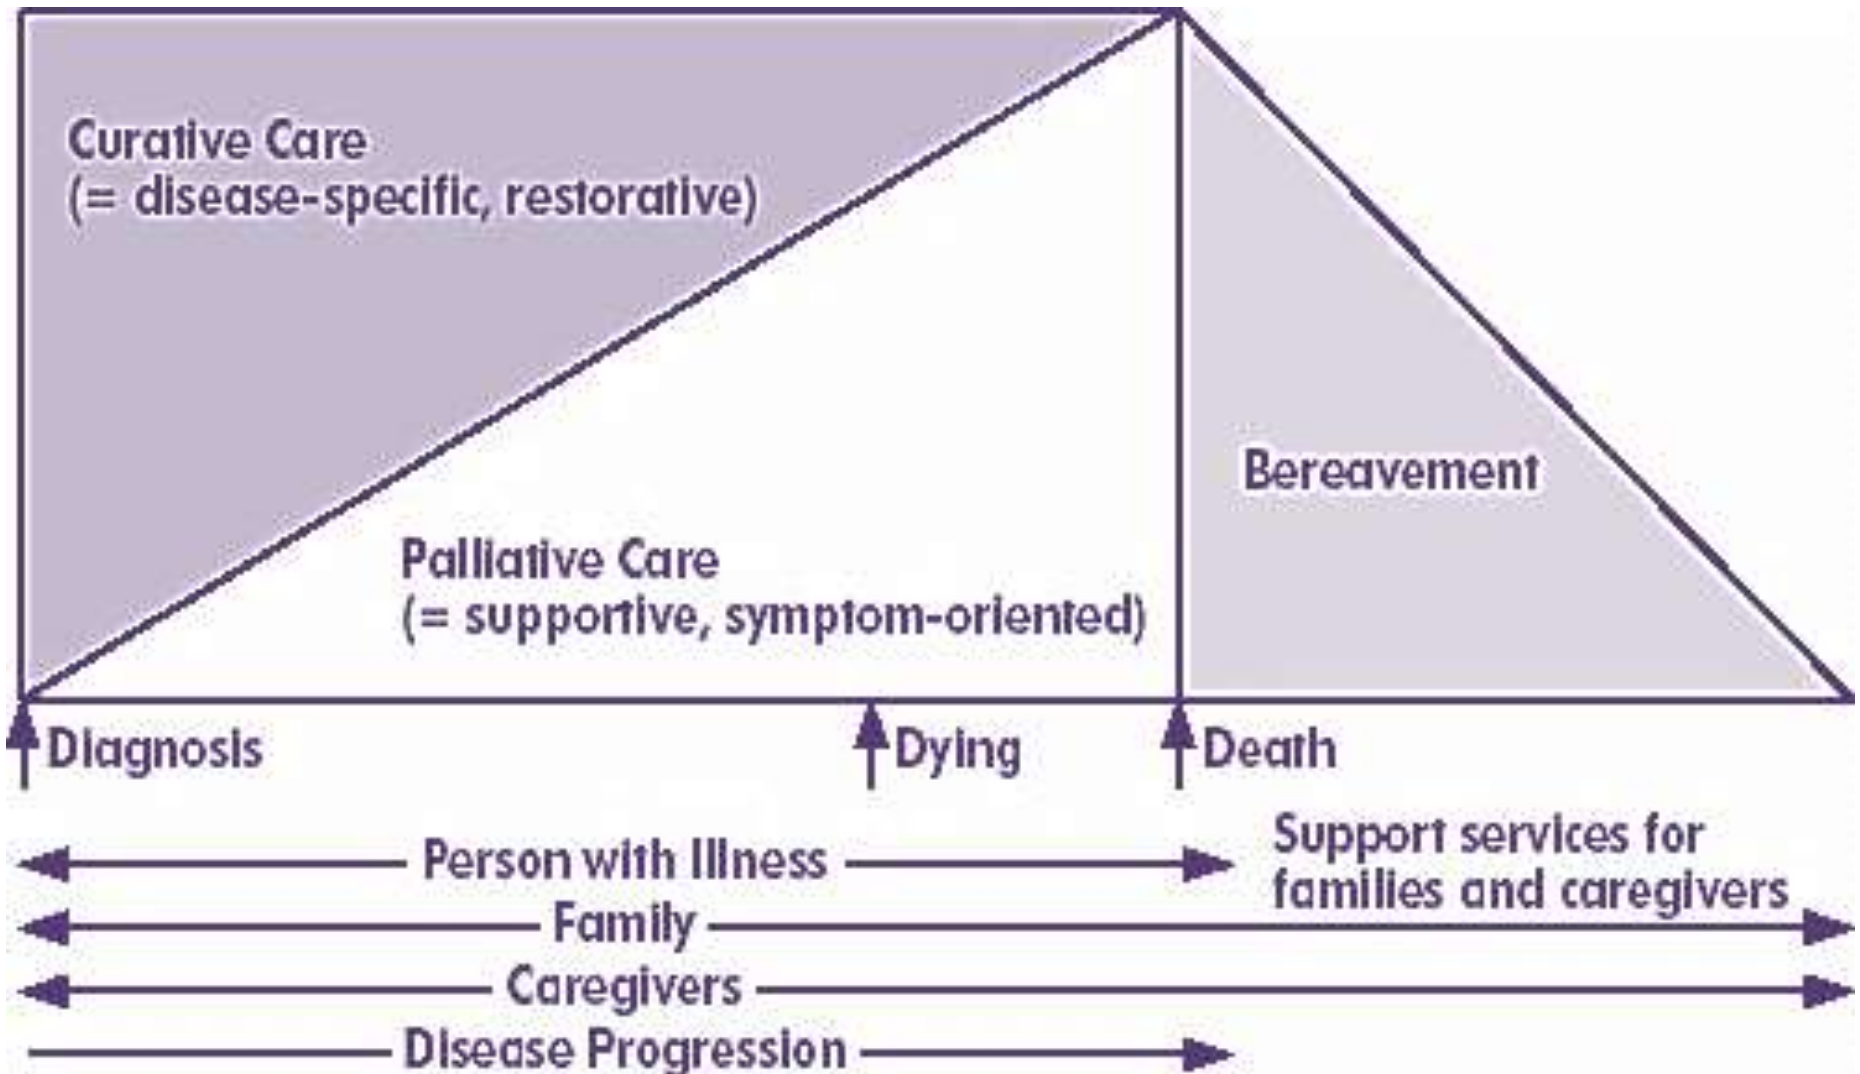 Curative Care
(= disease-specific, restorative)
Bereavement
Palliative Care
(= supportive, symptom-oriented)
Diagnosis
Dying
Death
Person with Illness
Support services for
families and caregivers
Family
Caregivers
Disease Progression